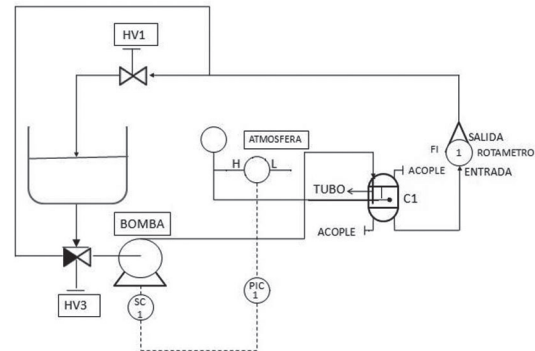 HV1
ATMOSFERA
H
L
SALIDA
FI
1
ROTAMETRO
ENTRADA
ACOPLE
TUBO
C1
ACOPLE
BOMBA
HV3
SC
1
PIC
1